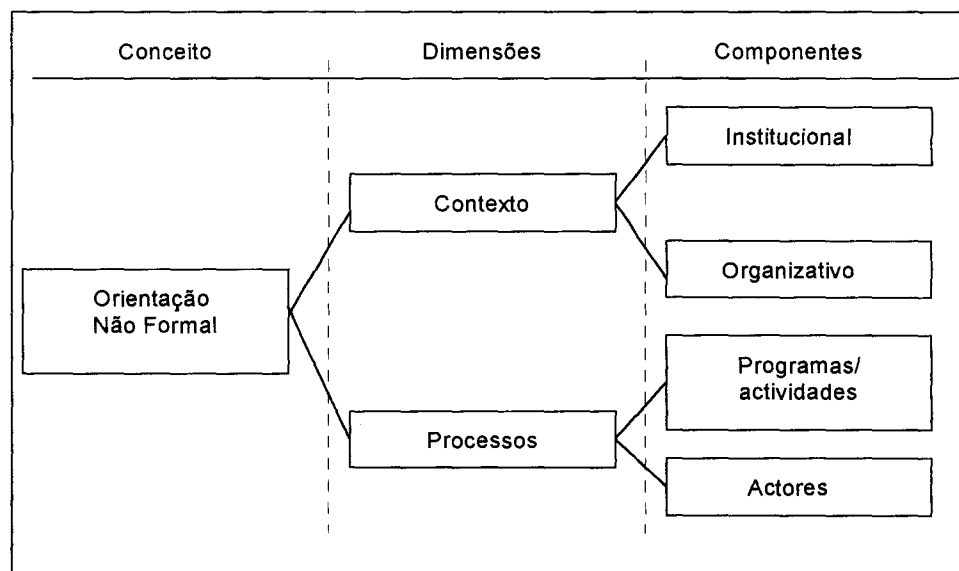 Conceito
Dimensões
Componentes
Institucional
Contexto
Organizativo
Orientação
Não Formal
Programas/
actividades
Processos
Actores